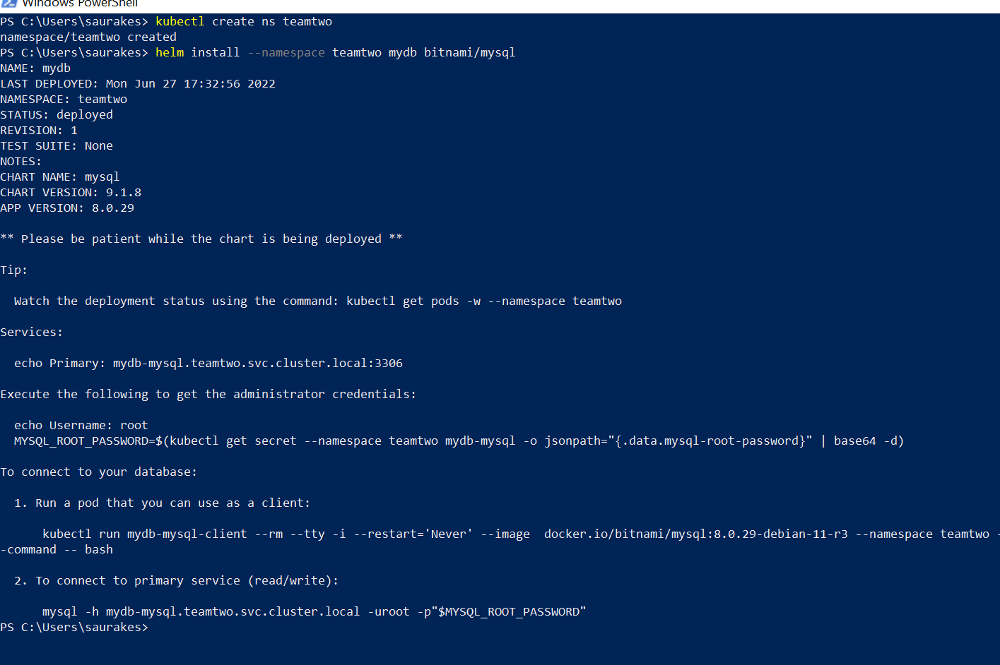 Windows PowerShell
PS C:\Users\saurakes> kubectl create ns teamtwo
namespace/teamtwo created
PS C:\Users\saurakes> helm install --namespace teamtwo mydb bitnami/mysql
NAME: mydb
LAST DEPLOYED: Mon Jun 27 17:32:56 2022
NAMESPACE: teamtwo
STATUS: deployed
REVISION: 1
TEST SUITE: None
NOTES:
CHART NAME: mysql
CHART VERSION: 9.1.8
APP VERSION: 8.0.29
** Please be patient while the chart is being deployed **
Tip:
  Watch the deployment status using the command: kubectl get pods -w --namespace teamtwo
Services:
  echo Primary: mydb-mysql.teamtwo.svc.cluster.local:3306
Execute the following to get the administrator credentials:
  echo Username: root
  MYSQL_ROOT_PASSWORD=$(kubectl get secret --namespace teamtwo mydb-mysql -o jsonpath="{.data.mysql-root-password}" | base64 -d)
To connect to your database:
  1. Run a pod that you can use as a client:
      kubectl run mydb-mysql-client --rm --tty -i --restart='Never' --image  docker.io/bitnami/mysql:8.0.29-debian-11-r3 --namespace teamtwo -
-command -- bash
  2. To connect to primary service (read/write):
      mysql -h mydb-mysql.teamtwo.svc.cluster.local -uroot -p"$MYSQL_ROOT_PASSWORD"
PS C:\Users\saurakes>